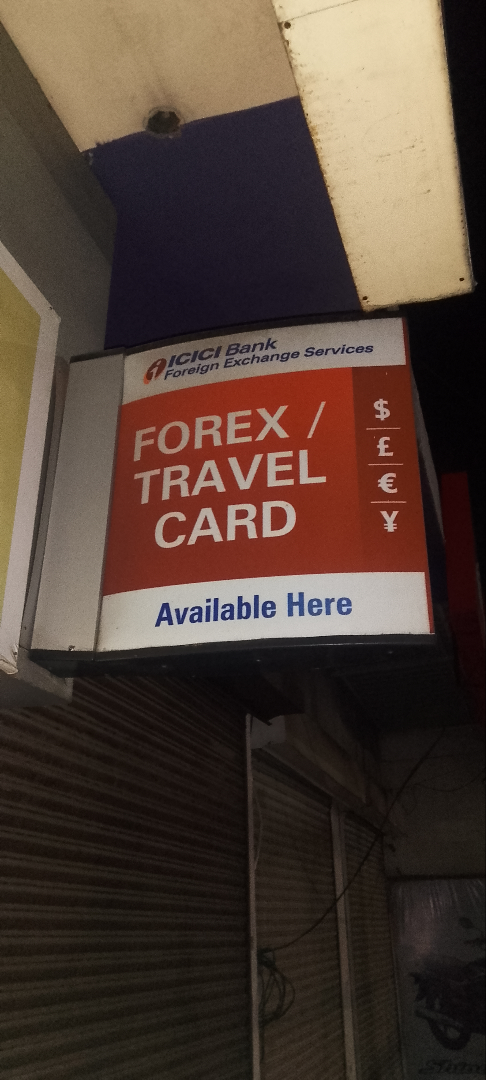 ICICI Bank
Foreign Exchange Services
FOREX /
TRAVEL
CARD
$
£
€
¥
Available Here